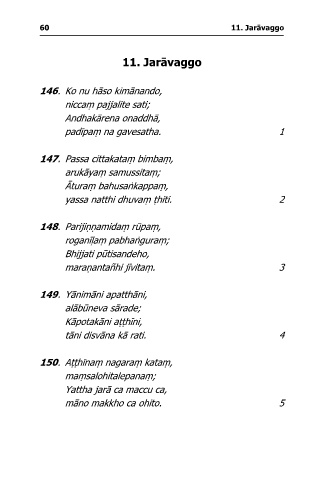 60 11. Jarāvaggo
11. Jarāvaggo
146. Ko nu hāso kimānando,
niccaṃ pajjalite sati;
Andhakārena onaddhā,
padīpaṃ na gavesatha. 1
147. Passa cittakataṃ bimbaṃ,
arukāyaṃ samussitaṃ;
Āturaṃ bahusaṅkappaṃ,
yassa natthi dhuvaṃ ṭhiti. 2
148. Parijiṇṇamidaṃ rūpaṃ,
roganīḷaṃ pabhaṅguraṃ;
Bhijjati pūtisandeho,
maraṇantañhi jīvitaṃ. 3
149. Yānimāni apatthāni,
alābūneva sārade;
Kāpotakāni aṭṭhīni,
tāni disvāna kā rati. 4
150. Aṭṭhīnaṃ nagaraṃ kataṃ,
maṃsalohitalepanaṃ;
Yattha jarā ca maccu ca,
māno makkho ca ohito. 5